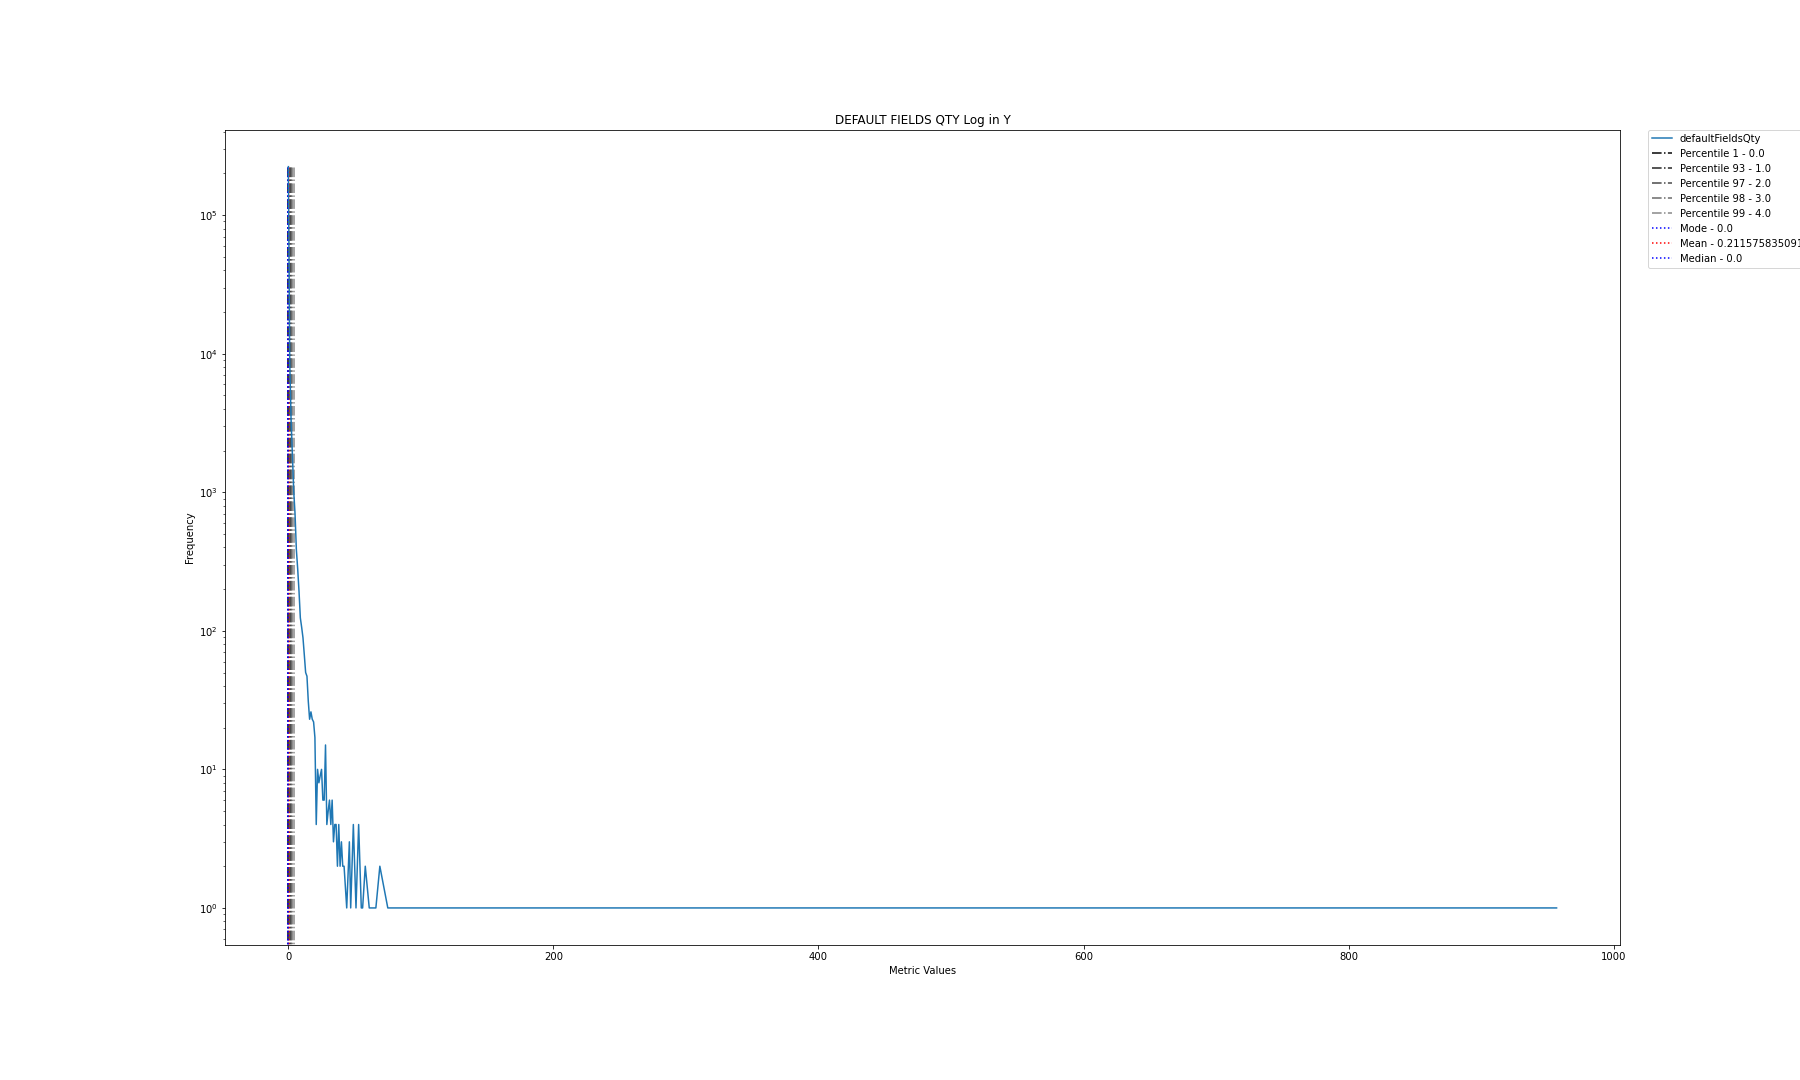 DEFAULT FIELDS QTY Log in Y
defaultFieldsQty
Percentile 1 - 0.0
Percentile 93 - 1.0
Percentile 97 - 2.0
Percentile 98 - 3.0
Percentile 99 - 4.0
Mode - 0.0
Mean - 0.211575835091
Median - 0.0
Frequency
10⁵
10⁴
10³
10²
10¹
10⁰
0 200 400 600 800 1000
Metric Values